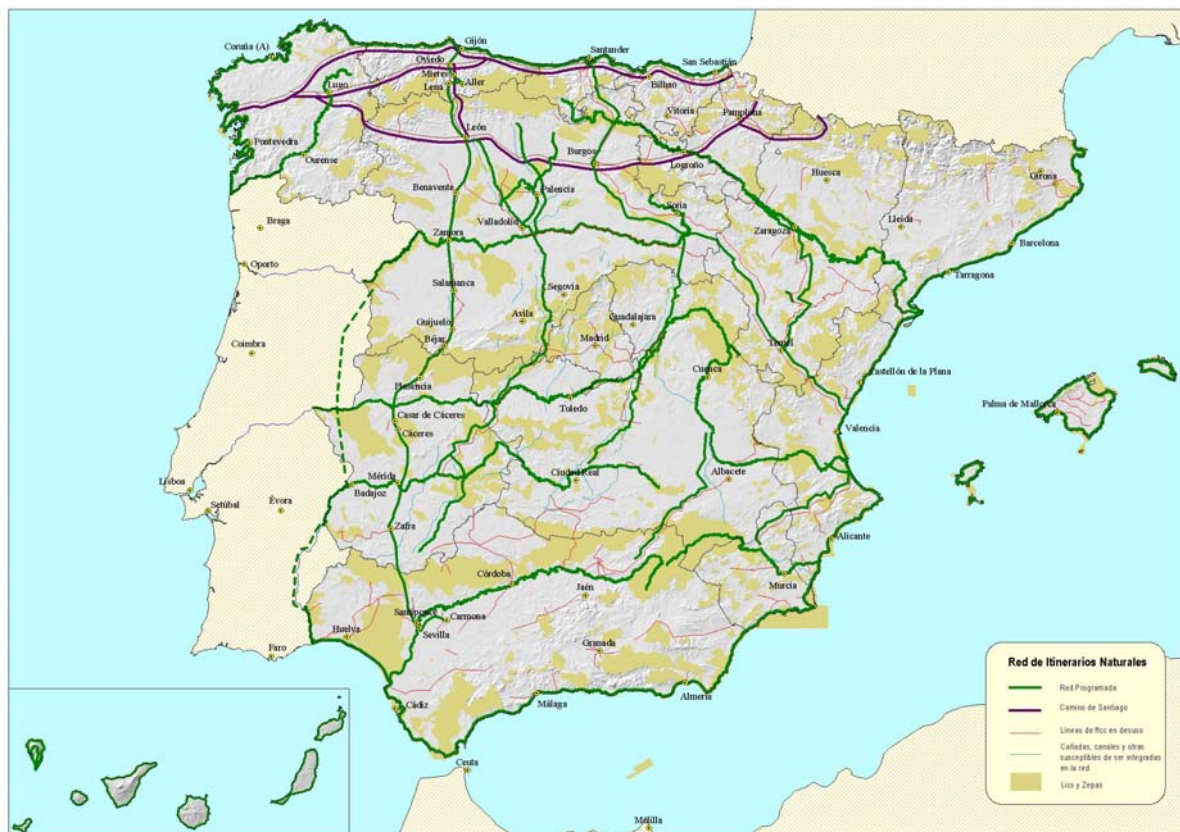 Gijón
Coruña (A)
Santander
Oviedo
San Sebastián
Mieres
Aller
Lena
Bilbao
Lugo
Vitoria
Pamplona
León
Pontevedra
Burgos
Logroño
Ourense
Huesca
Girona
Benavente
Palencia
Soria
Braga
Valladolid
Lleida
Zaragoza
Zamora
Barcelona
Oporto
Tarragona
Salamanca
Segovia
Guijuelo
Avila
Guadalajara
Madrid
Teruel
Coimbra
Béjar
Cuenca
Plasencia
Castellón de la Plana
Toledo
Palma de Mallorca
Casar de Cáceres
Cáceres
Valencia
Ciudad Real
Albacete
Lisboa
Mérida
Badajoz
Setúbal
Évora
Zafra
Alicante
Córdoba
Jaén
Murcia
Santiponce
Carmona
Huelva
Sevilla
Granada
Faro
Almería
Málaga
Cádiz
Ceuta
Melilla
Red de Itinerarios Naturales
Red Programada
Camino de Santiago
Líneas de ffcc en desuso
Cañadas, canales y otras
susceptibles de ser integradas
en la red
Lics y Zepas